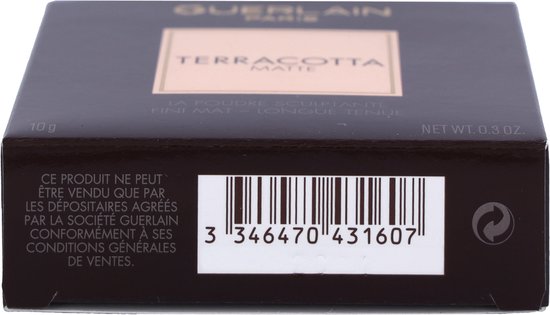 GUERLAIN
PARIS
TERRACOTTA
MATTE
LA POUDRE SCULPTANTE
FINI MAT - LONGUE TENUE
10 g
NET WT. 0.3 OZ.
CE PRODUIT NE PEUT
ÊTRE VENDU QUE PAR
LES DÉPOSITAIRES AGRÉÉS
PAR LA SOCIÉTÉ GUERLAIN
CONFORMÉMENT À SES
CONDITIONS GÉNÉRALES
DE VENTES.
3 346470 431607